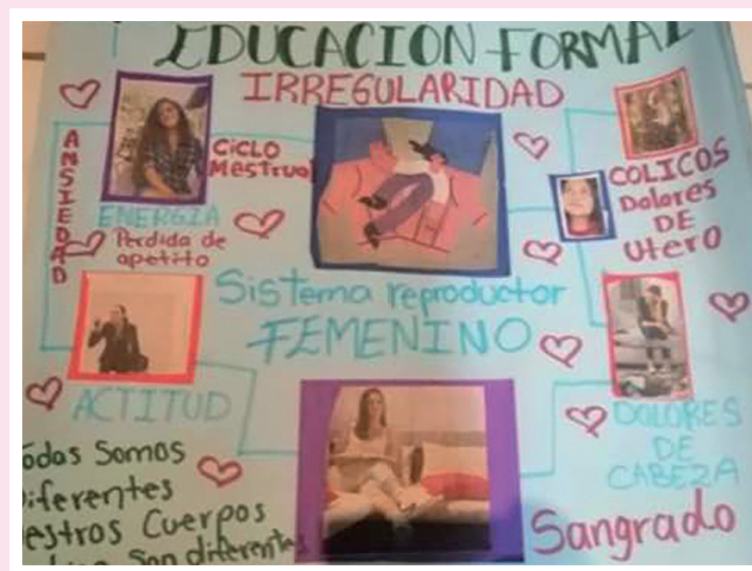 EDUCACION FORMAL
IRREGULARIDAD
ANSIEDAD
CICLO
Mestrual
ENERGIA
Perdida de
apetito
COLICOS
Dolores
DE
Utero
Sistema reproductor
FEMENINO
ACTITUD
DOLORES
DE
CABEZA
odas Somos
iferentes
estros Cuerpos
son diferentes
Sangrado